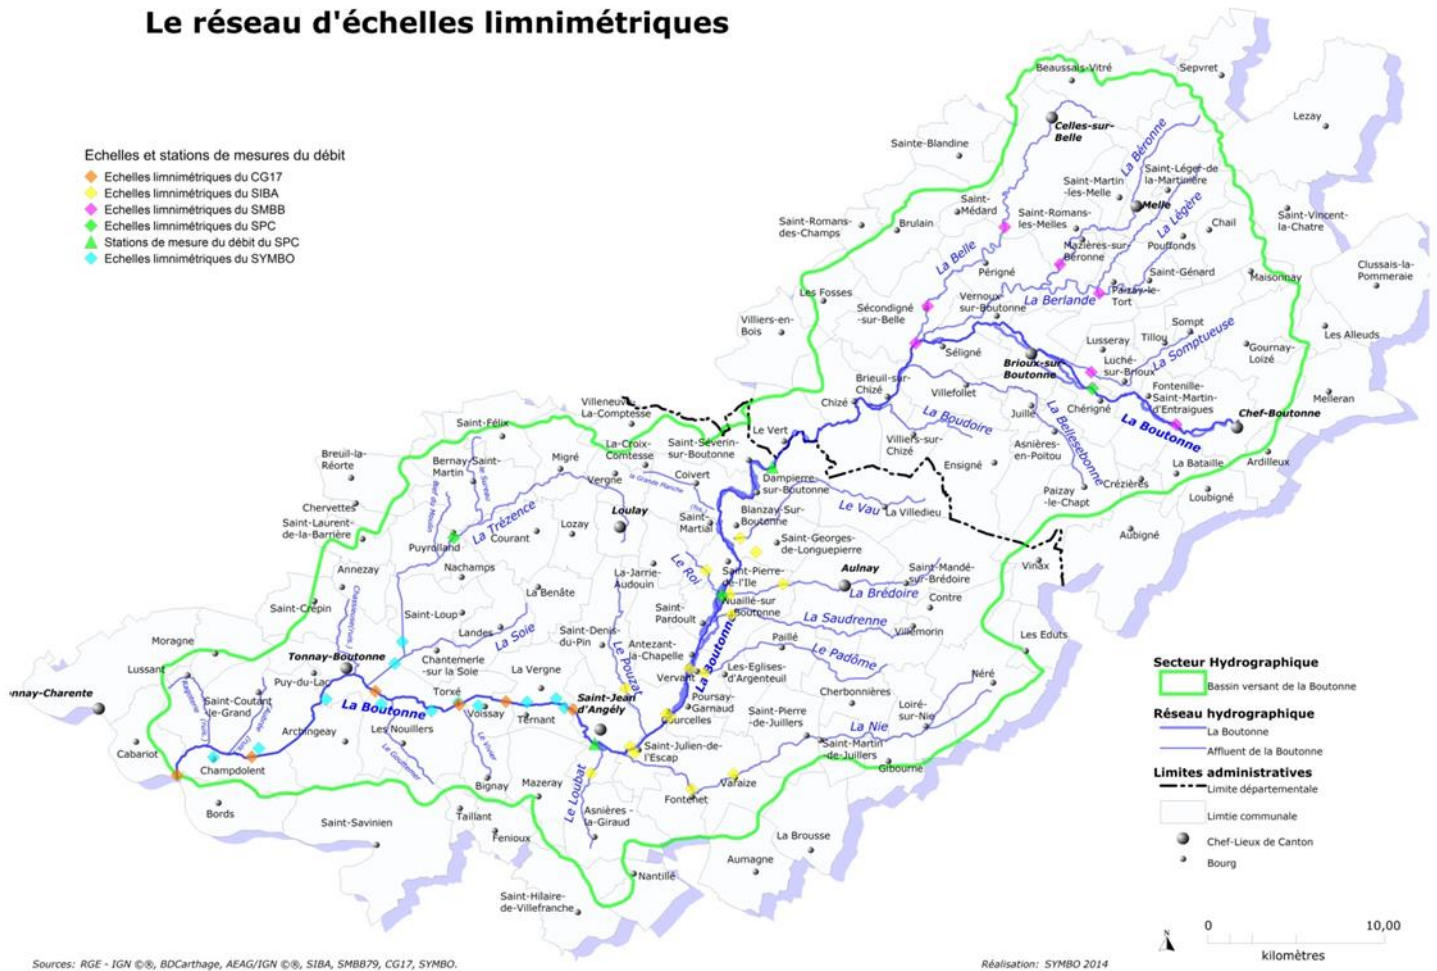 Le réseau d'échelles limnimétriques
Echelles et stations de mesures du débit
Echelles limnimétriques du CG17
Echelles limnimétriques du SIBA
Echelles limnimétriques du SMBB
Echelles limnimétriques du SPC
Stations de mesure du débit du SPC
Echelles limnimétriques du SYMBO
Beaussais-Vitré
Sepvret
Lezay
Celles-sur-
Belle
La Béronne
Sainte-Blandine
Saint-Léger-de
la-Martinière
Saint-Martin
-les-Melle
Melle
La Légère
Saint-
Médard
Saint-Romans-
des-Champs
Brulain
Saint-Romans-
les-Melles
Chail
Saint-Vincent-
la-Chatre
Mazières-sur-
Béronne
Pouffonds
La Belle
Périgné
Saint-Génard
Maisonnay
Clussais-la-
Pommeraie
Les Fosses
Vernoux-
sur-Boutonne
La Berlande
Paizay-le-
Tort
Sécondigné
-sur-Belle
Villiers-en-
Bois
Sompt
Tillou
La Somptueuse
Lusseray
Les Alleuds
Gournay-
Loizé
Séligné
Brioux-sur-
Boutonne
Luché-
sur-Brioux
Brieuil-sur-
Chizé
Villefollet
Fontenille-
Saint-Martin-
d'Entraigues
Melleran
Chizé
Chérigné
Chef-Boutonne
La Boudoire
Juillé
La Bellesebonne
La Boutonne
Villeneuve-
La-Comptesse
Saint-Félix
Le Vert
Villiers-sur-
Chizé
Asnières-
en-Poitou
La-Croix-
Comtesse
Saint-Séverin-
sur-Boutonne
Breuil-la-
Réorte
Bernay-Saint-
Martin
le Sureau
Migré
Vergne
Coivert
Ensigné
La Bataille
Ardilleux
Crézières
Dampierre-
sur-Boutonne
Paizay
-le-Chapt
Loubigné
Chervettes
Bief de Moulin
Loulay
Blanzay-Sur-
Boutonne
Le Vau
La Villedieu
Saint-Laurent-
de-la-Barrière
La Trézence
Lozay
Saint-
Martial
Aubigné
Puyrolland
Courant
Saint-Georges-
de-Longuepierre
Annezay
Nachamps
La-Jarrie-
Audouin
Le Roi
Saint-Pierre-
de-l'Ile
Aulnay
Saint-Mandé-
sur-Brédoire
Vinax
La Benâte
La Brédoire
Saint-Crépin
Saint-Loup
Nuaillé-sur
-Boutonne
Contre
Saint-
Pardoult
La Saudrenne
Villemorin
Landes
La Soie
Saint-Denis-
du-Pin
Paillé
Les Eduts
Moragne
Antezant-
la-Chapelle
Le Padôme
Lussant
Tonnay-Boutonne
Chantemerle
-sur la Soie
La Vergne
Le Pouzat
Les-Eglises-
d'Argenteuil
Néré
Puy-du-Lac
Vervant
La Boutonne
Tonnay-Charente
Saint-Coutant
-le-Grand
Torxé
Saint-Jean
d'Angély
Poursay-
Garnaud
Cherbonnières
La Boutonne
Voissay
Ternant
Courcelles
Saint-Pierre
-de-Juillers
Loiré-
sur-Nie
La Nie
Archingeay
Les Nouillers
Cabariot
Champdolent
Le Vivier
Saint-Julien-de-
l'Escap
Saint-Martin
-de-Juillers
Gibourne
Bignay
Mazeray
Le Loubat
Varaize
Fontenet
Bords
Taillant
Asnières -
la-Giraud
Saint-Savinien
Fenioux
La Brousse
Aumagne
Nantillé
Saint-Hilaire-
de-Villefranche
Secteur Hydrographique
Bassin versant de la Boutonne
Réseau hydrographique
La Boutonne
Affluent de la Boutonne
Limites administratives
Limite départementale
Limtie communale
Chef-Lieux de Canton
Bourg
N
0
10,00
kilomètres
Sources: RGE - IGN ©®, BDCarthage, AEAG/IGN ©®, SIBA, SMBB79, CG17, SYMBO.
Réalisation: SYMBO 2014